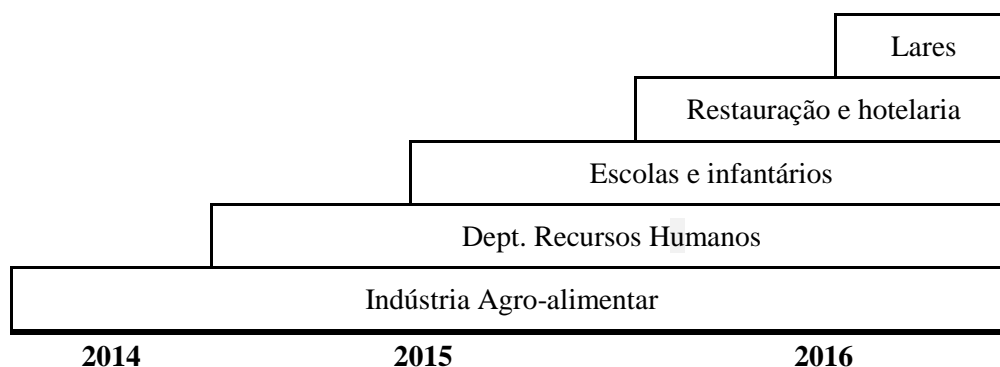 Lares
Restauração e hotelaria
Escolas e infantários
Dept. Recursos Humanos
Indústria Agro-alimentar
2014 2015 2016